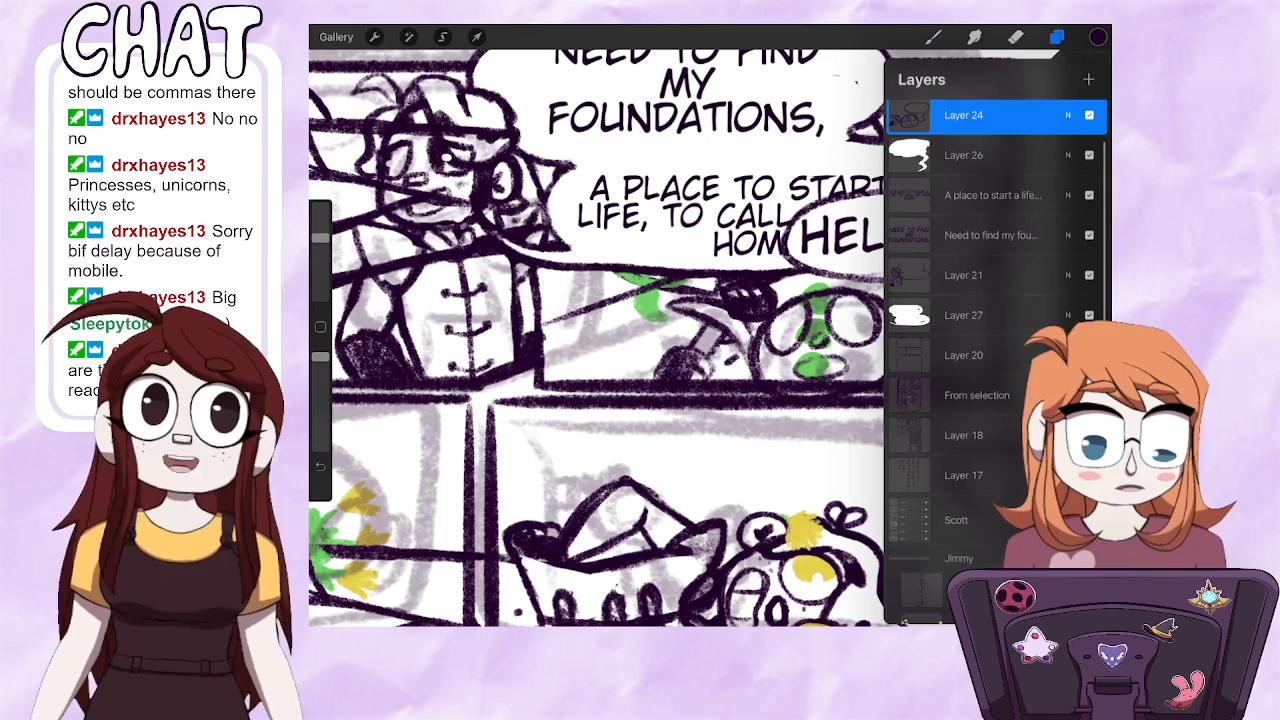 CHAT
should be commas there
drxhayes13 No no
no
drxhayes13
Princesses, unicorns,
kittys etc
drxhayes13 Sorry
bif delay because of
mobile.
hayes13 Big
Sleepytok
are t
reac
Gallery
NEED TO FIND
MY
FOUNDATIONS,
A PLACE TO START
LIFE, TO CALL
HOM
HEL
Layers
Layer 24 N
Layer 26 N
A place to start a life... N
Need to find my fou... N
Layer 21 N
Layer 27 N
Layer 20
From selection
Layer 18
Layer 17
Scott
Jimmy